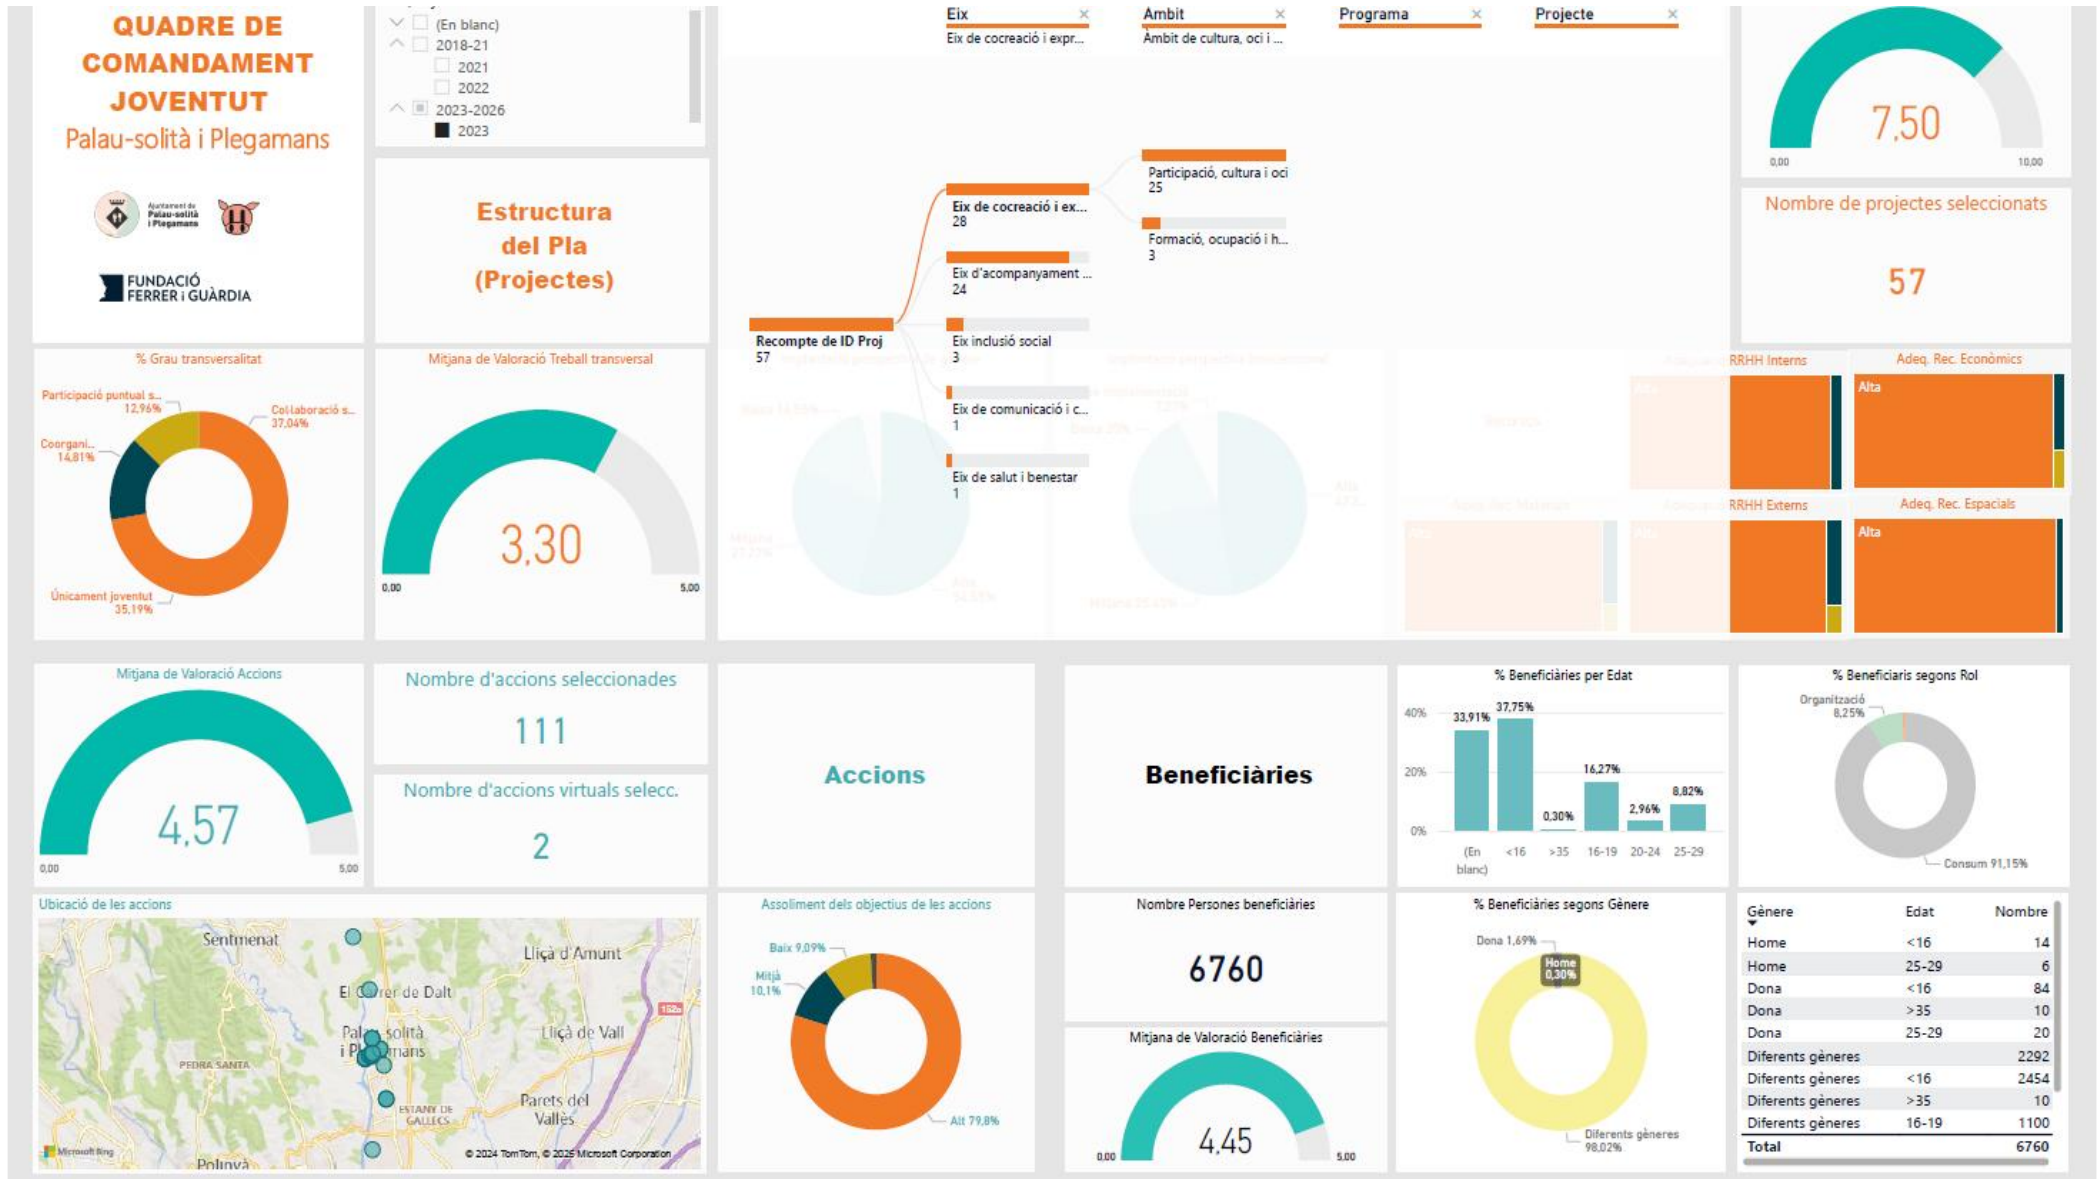 QUADRE DE
COMANDAMENT
JOVENTUT
Palau-solità i Plegamans
Ajuntament de
Palau-solità
i Plegamans
FUNDACIÓ
FERRER i GUÀRDIA
(En blanc)
2018-21
2021
2022
2023-2026
2023
Estructura
del Pla
(Projectes)
Eix
Àmbit
Programa
Projecte
Eix de cocreació i expr...
Àmbit de cultura, oci i ...
Recompte de ID Proj
57
Eix de cocreació i ex...
28
Eix d'acompanyament ...
24
Eix inclusió social
3
Eix de comunicació i c...
1
Eix de salut i benestar
1
Participació, cultura i oci
25
Formació, ocupació i h...
3
7,50
0,00
10,00
Nombre de projectes seleccionats
57
% Grau transversalitat
Participació puntual s...
12,96%
Col·laboració s...
37,04%
Coorgani...
14,81%
Únicament joventut
35,19%
Mitjana de Valoració Treball transversal
3,30
0,00
5,00
RRHH Interns
Adeq. Rec. Econòmics
Alta
RRHH Externs
Adeq. Rec. Espacials
Alta
Mitjana de Valoració Accions
4,57
0,00
5,00
Nombre d'accions seleccionades
111
Nombre d'accions virtuals selecc.
2
Accions
Beneficiàries
% Beneficiàries per Edat
40%
20%
0%
33,91%
37,75%
0,30%
16,27%
2,96%
8,82%
(En
blanc)
<16
>35
16-19
20-24
25-29
% Beneficiaris segons Rol
Organització
8,25%
Consum 91,15%
Ubicació de les accions
Sentmenat
Lliçà d'Amunt
El Carrer de Dalt
152a
Lliçà de Vall
PEDRA SANTA
ESTANY DE
GALLECS
Parets del
Vallès
Polinyà
Microsoft Bing
© 2024 TomTom, © 2025 Microsoft Corporation
Assoliment dels objectius de les accions
Baix 9,09%
Mitjà
10,1%
Alt 79,8%
Nombre Persones beneficiàries
6760
Mitjana de Valoració Beneficiàries
4,45
0,00
5,00
% Beneficiàries segons Gènere
Dona 1,69%
Home
0,30%
Diferents gèneres
98,02%
Gènere Edat Nombre
Home <16 14
Home 25-29 6
Dona <16 84
Dona >35 10
Dona 25-29 20
Diferents gèneres 2292
Diferents gèneres <16 2454
Diferents gèneres >35 10
Diferents gèneres 16-19 1100
Total 6760